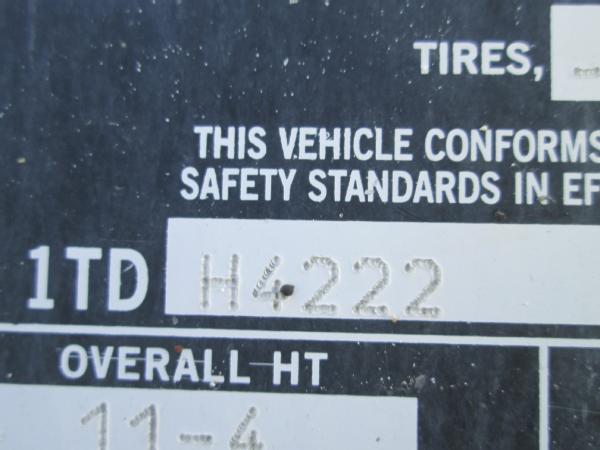 TIRES,
THIS VEHICLE CONFORMS
SAFETY STANDARDS IN EF
1TD H4222
OVERALL HT
11-4